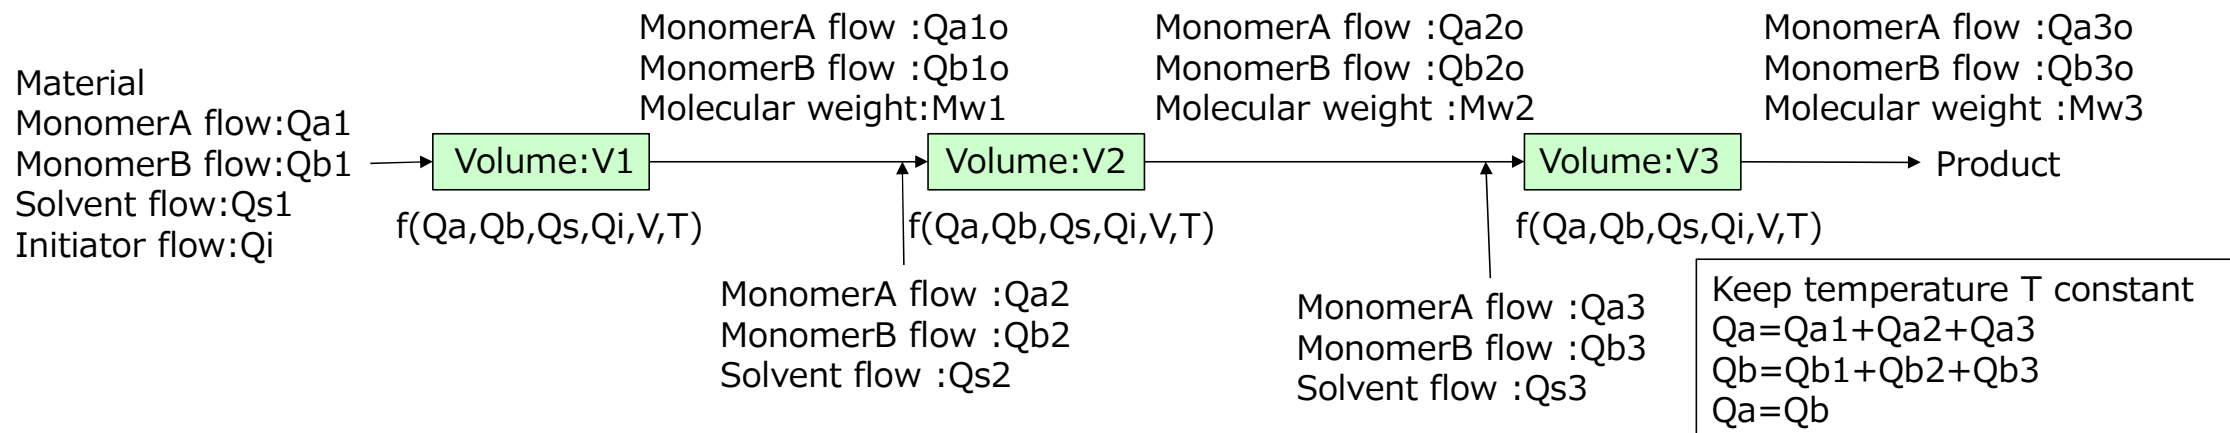 Material
MonomerA flow:Qa1
MonomerB flow:Qb1
Solvent flow:Qs1
Initiator flow:Qi
Volume:V1
f(Qa,Qb,Qs,Qi,V,T)
MonomerA flow :Qa1o
MonomerB flow :Qb1o
Molecular weight:Mw1
MonomerA flow :Qa2
MonomerB flow :Qb2
Solvent flow :Qs2
Volume:V2
f(Qa,Qb,Qs,Qi,V,T)
MonomerA flow :Qa2o
MonomerB flow :Qb2o
Molecular weight :Mw2
MonomerA flow :Qa3
MonomerB flow :Qb3
Solvent flow :Qs3
Volume:V3
f(Qa,Qb,Qs,Qi,V,T)
MonomerA flow :Qa3o
MonomerB flow :Qb3o
Molecular weight :Mw3
Product
Keep temperature T constant
Qa=Qa1+Qa2+Qa3
Qb=Qb1+Qb2+Qb3
Qa=Qb